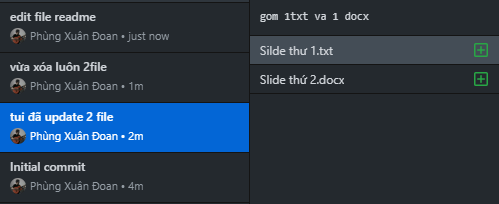 edit file readme
Phùng Xuân Đoan • just now
vừa xóa luôn 2file
Phùng Xuân Đoan • 1m
tui đã update 2 file
Phùng Xuân Đoan • 2m
Initial commit
Phùng Xuân Đoan • 4m
gom 1txt va 1 docx
Silde thư 1.txt
Slide thứ 2.docx